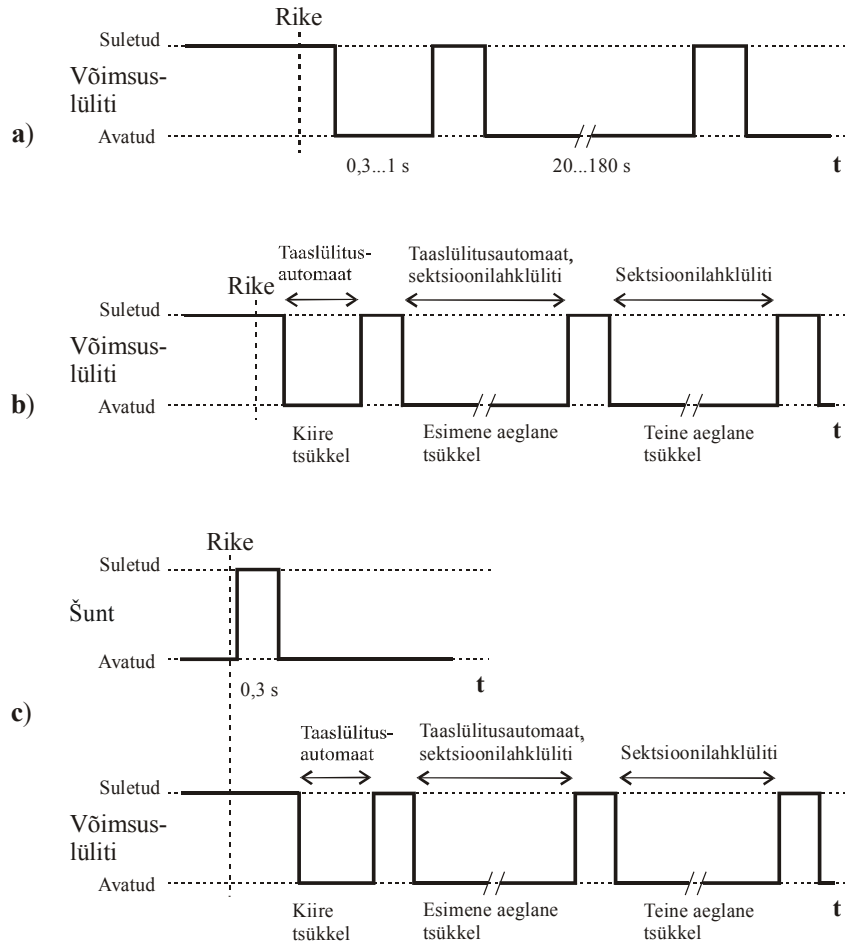 Rike
Suletud
Võimsus-
lüliti
a)
Avatud
0,3...1 s
20...180 s
t
Taaslülitus-
automaat
Taaslülitusautomaat,
sektsioonilahklüliti
Sektsioonilahklüliti
Rike
Suletud
Võimsus-
lüliti
b)
Avatud
t
Kiire
tsükkel
Esimene aeglane
tsükkel
Teine aeglane
tsükkel
Rike
Suletud
Šunt
Avatud
0,3 s
t
c)
Taaslülitus-
automaat
Taaslülitusautomaat,
sektsioonilahklüliti
Sektsioonilahklüliti
Suletud
Võimsus-
lüliti
Avatud
t
Kiire
tsükkel
Esimene aeglane
tsükkel
Teine aeglane
tsükkel